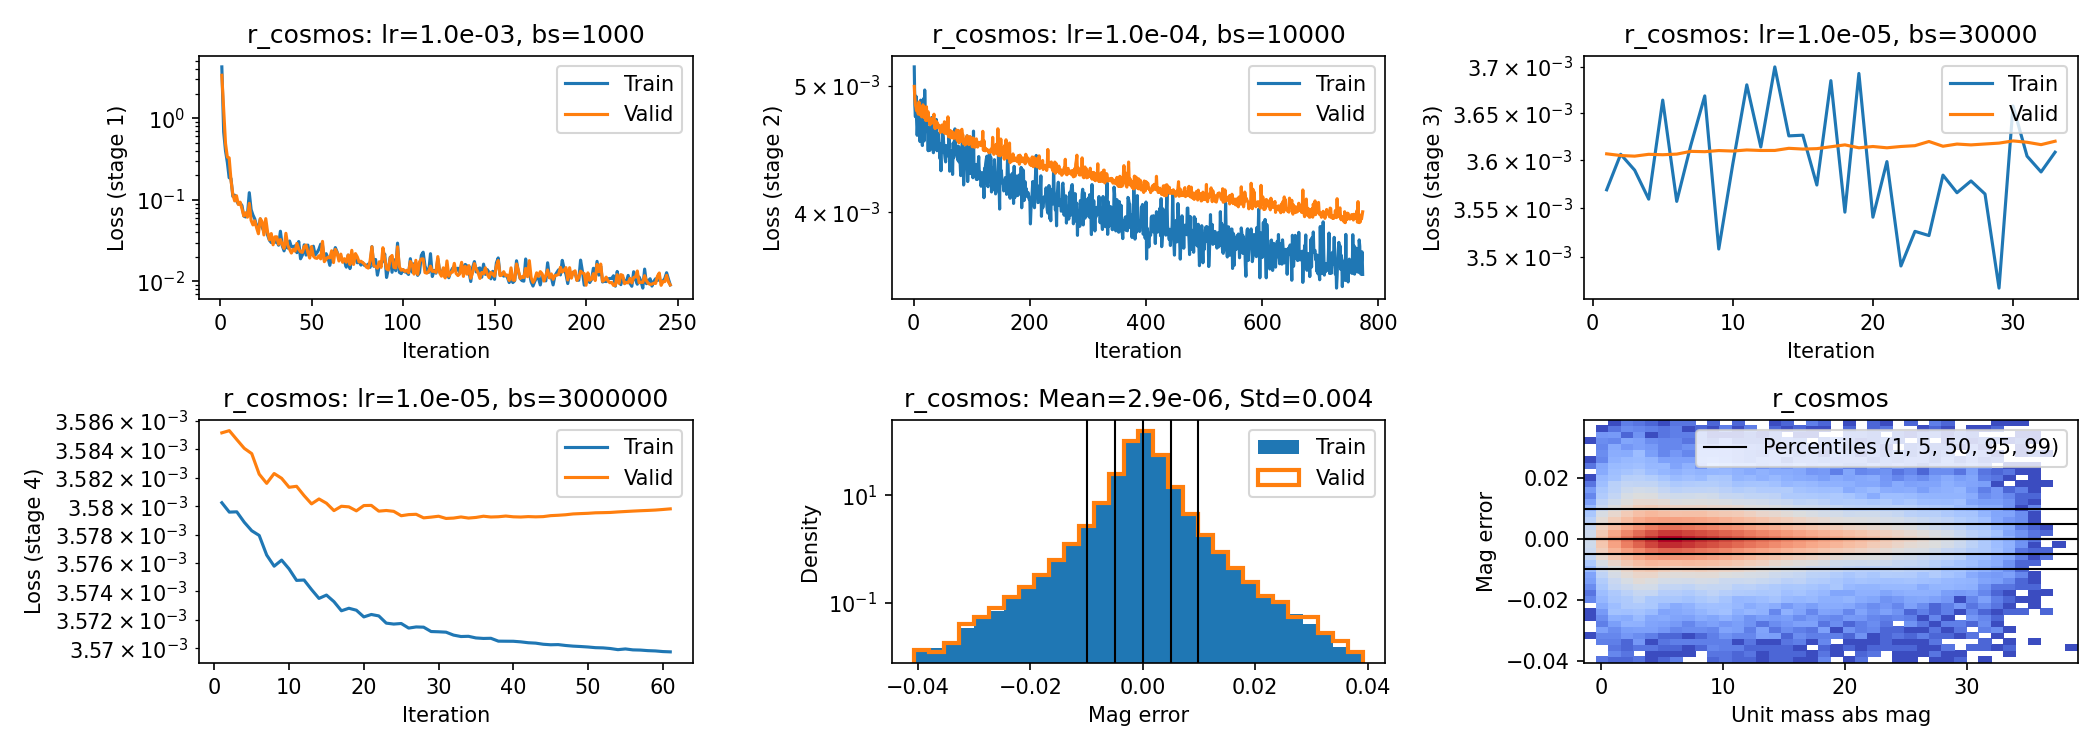 r_cosmos: lr=1.0e-03, bs=1000
Loss (stage 1)
10⁰
10⁻¹
10⁻²
0 50 100 150 200 250
Iteration
Train
Valid
r_cosmos: lr=1.0e-04, bs=10000
Loss (stage 2)
5 × 10⁻³
4 × 10⁻³
0 200 400 600 800
Iteration
Train
Valid
r_cosmos: lr=1.0e-05, bs=30000
Loss (stage 3)
3.7 × 10⁻³
3.65 × 10⁻³
3.6 × 10⁻³
3.55 × 10⁻³
3.5 × 10⁻³
0 10 20 30
Iteration
Train
Valid
r_cosmos: lr=1.0e-05, bs=3000000
Loss (stage 4)
3.586 × 10⁻³
3.584 × 10⁻³
3.582 × 10⁻³
3.58 × 10⁻³
3.578 × 10⁻³
3.576 × 10⁻³
3.574 × 10⁻³
3.572 × 10⁻³
3.57 × 10⁻³
0 10 20 30 40 50 60
Iteration
Train
Valid
r_cosmos: Mean=2.9e-06, Std=0.004
Density
10¹
10⁻¹
−0.04 −0.02 0.00 0.02 0.04
Mag error
Train
Valid
r_cosmos
Mag error
0.02
0.00
−0.02
−0.04
0 10 20 30
Unit mass abs mag
Percentiles (1, 5, 50, 95, 99)